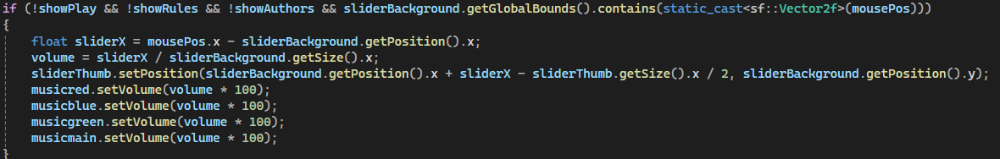 if (!showPlay && !showRules && !showAuthors && sliderBackground.getGlobalBounds().contains(static_cast<sf::Vector2f>(mousePos)))
{
float sliderX = mousePos.x - sliderBackground.getPosition().x;
volume = sliderX / sliderBackground.getSize().x;
sliderThumb.setPosition(sliderBackground.getPosition().x + sliderX - sliderThumb.getSize().x / 2, sliderBackground.getPosition().y);
musicred.setVolume(volume * 100);
musicblue.setVolume(volume * 100);
musicgreen.setVolume(volume * 100);
musicmain.setVolume(volume * 100);
}